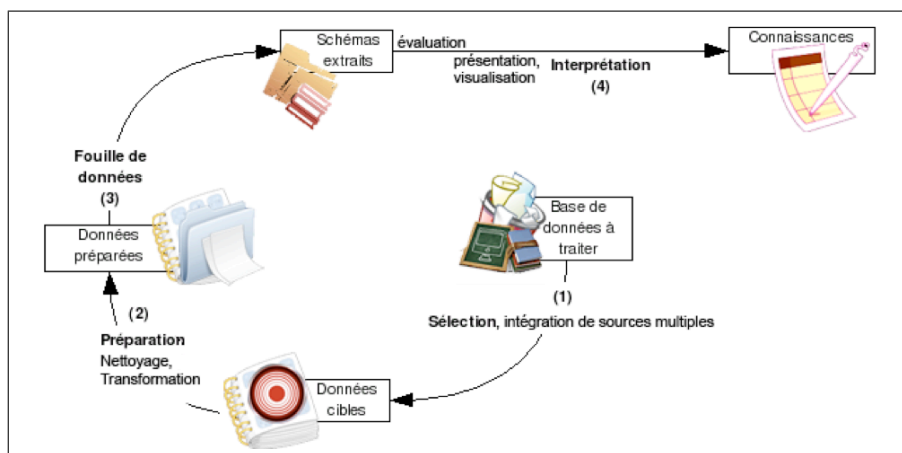 Schémas
extraits
évaluation
présentation,
visualisation
Interprétation
(4)
Connaissances
Fouille de
données
(3)
Données
préparées
Base de
données à
traiter
(1)
Sélection, intégration de sources multiples
(2)
Préparation
Nettoyage,
Transformation
Données
cibles